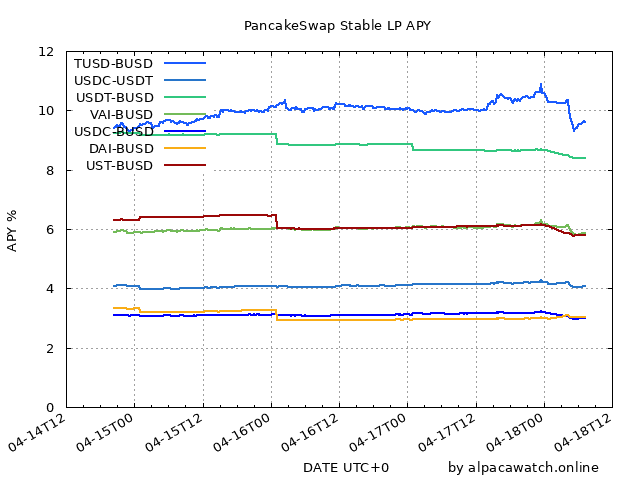 PancakeSwap Stable LP APY
12
10
8
6
4
2
0
APY %
TUSD-BUSD
USDC-USDT
USDT-BUSD
VAI-BUSD
USDC-BUSD
DAI-BUSD
UST-BUSD
04-14T12
04-15T00
04-15T12
04-16T00
04-16T12
04-17T00
04-17T12
04-18T00
04-18T12
DATE UTC+0
by alpacawatch.online